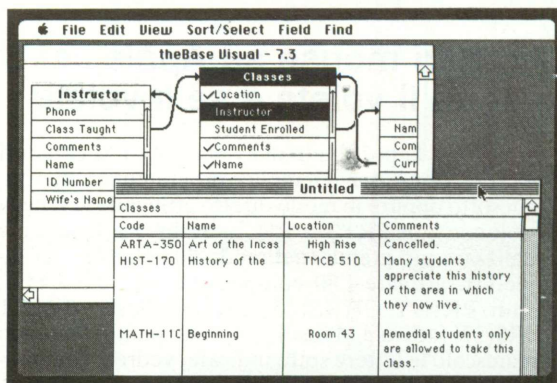 File Edit View Sort/Select Field Find
theBase Visual - 7.3
Instructor
Phone
Class Taught
Comments
Name
ID Number
Wife's Name
Classes
✓Location
Instructor
Student Enrolled
✓Comments
✓Name
Nam
Com
Curr
Untitled
Classes
Code Name Location Comments
ARTA-350 Art of the Incas High Rise Cancelled.
HIST-170 History of the TMCB 510 Many students
appreciate this history
of the area in which
they now live.
MATH-110 Beginning Room 43 Remedial students only
are allowed to take this
class.